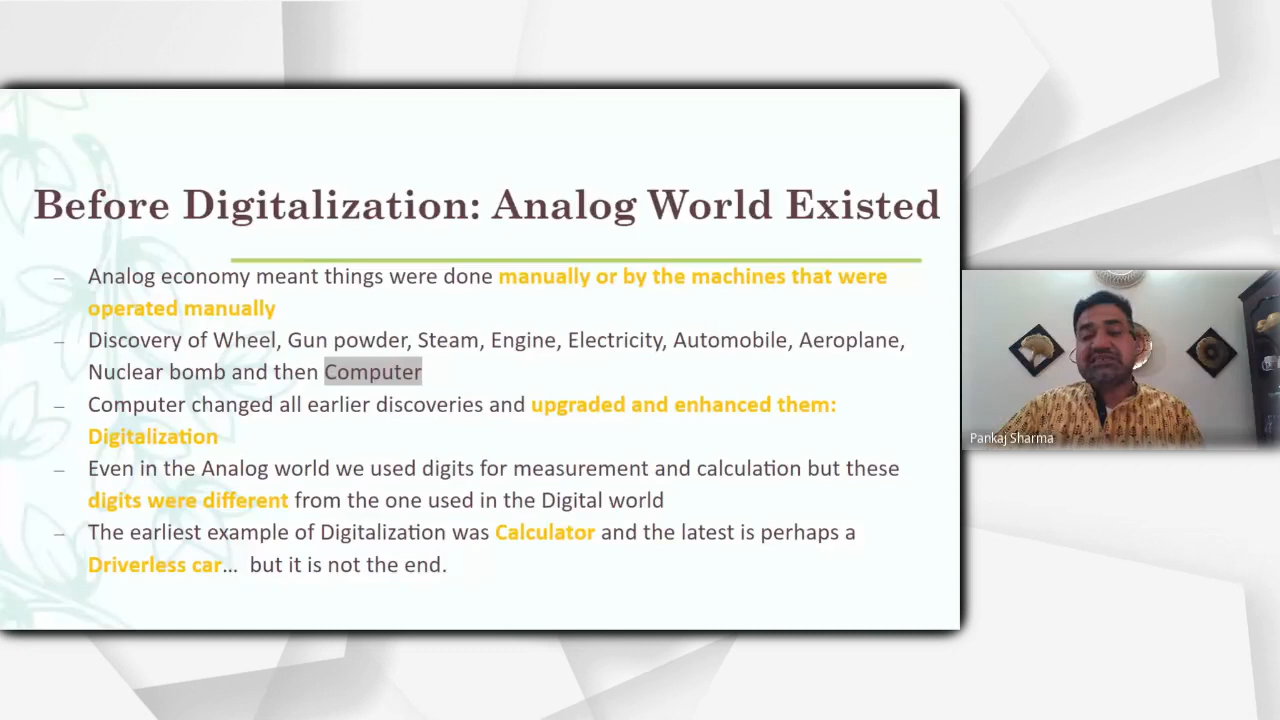 Before Digitalization: Analog World Existed
– Analog economy meant things were done manually or by the machines that were
operated manually
– Discovery of Wheel, Gun powder, Steam, Engine, Electricity, Automobile, Aeroplane,
Nuclear bomb and then Computer
– Computer changed all earlier discoveries and upgraded and enhanced them:
Digitalization
– Even in the Analog world we used digits for measurement and calculation but these
digits were different from the one used in the Digital world
– The earliest example of Digitalization was Calculator and the latest is perhaps a
Driverless car… but it is not the end.
Pankaj Sharma